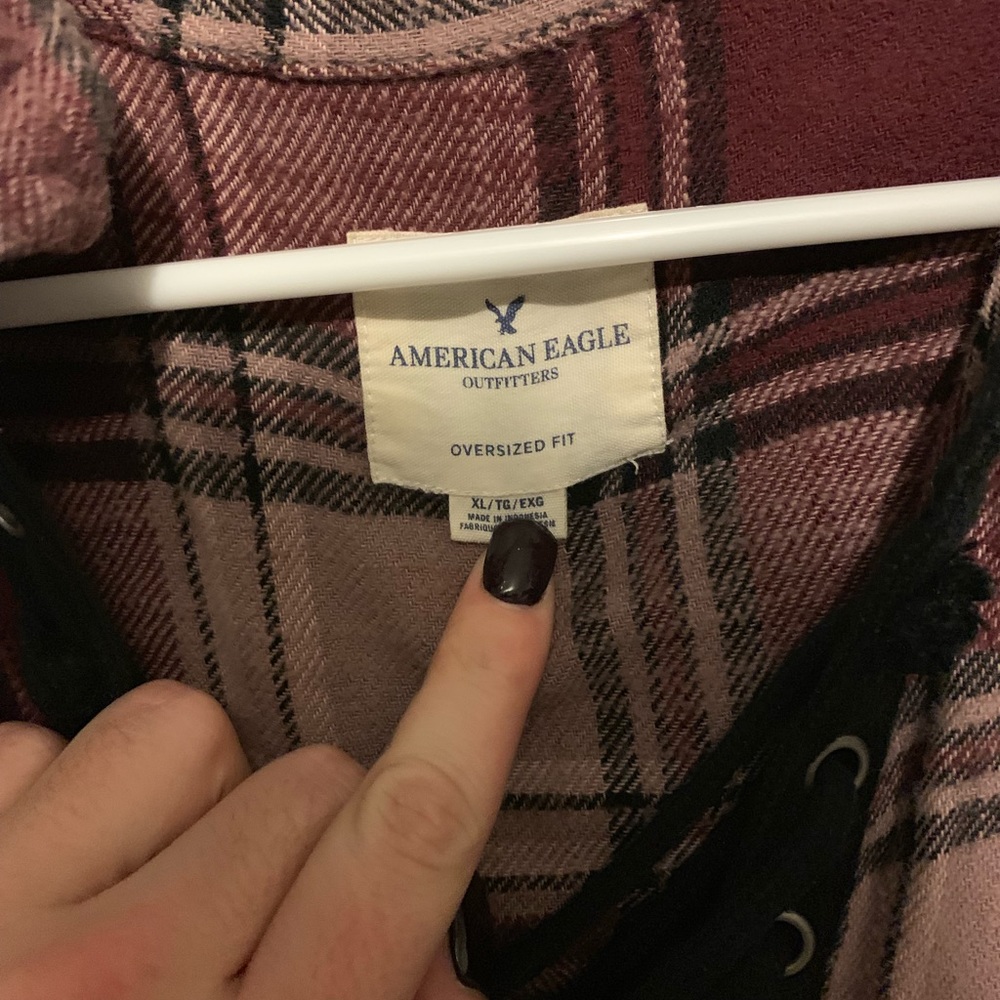 AMERICAN EAGLE
OUTFITTERS
OVERSIZED FIT
XL/TG/EXG
MADE IN INDONESIA